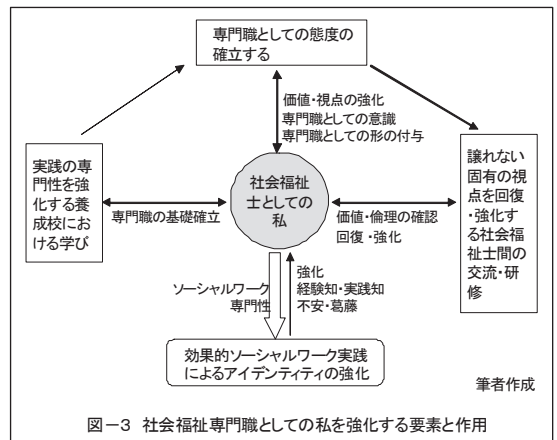 専門職としての態度の
確立する
価値・視点の強化
専門職としての意識
専門職としての形の付与
実践の専
門性を強
化する養
成校にお
ける学び
専門職の基礎確立
社会福祉
士としての
私
価値・倫理の確認
回復・強化
譲れない
固有の視
点を回復
・強化す
る社会福
祉士間の
交流・研
修
ソーシャルワーク
専門性
強化
経験知・実践知
不安・葛藤
効果的ソーシャルワーク実践
によるアイデンティティの強化
筆者作成
図－3 社会福祉専門職としての私を強化する要素と作用